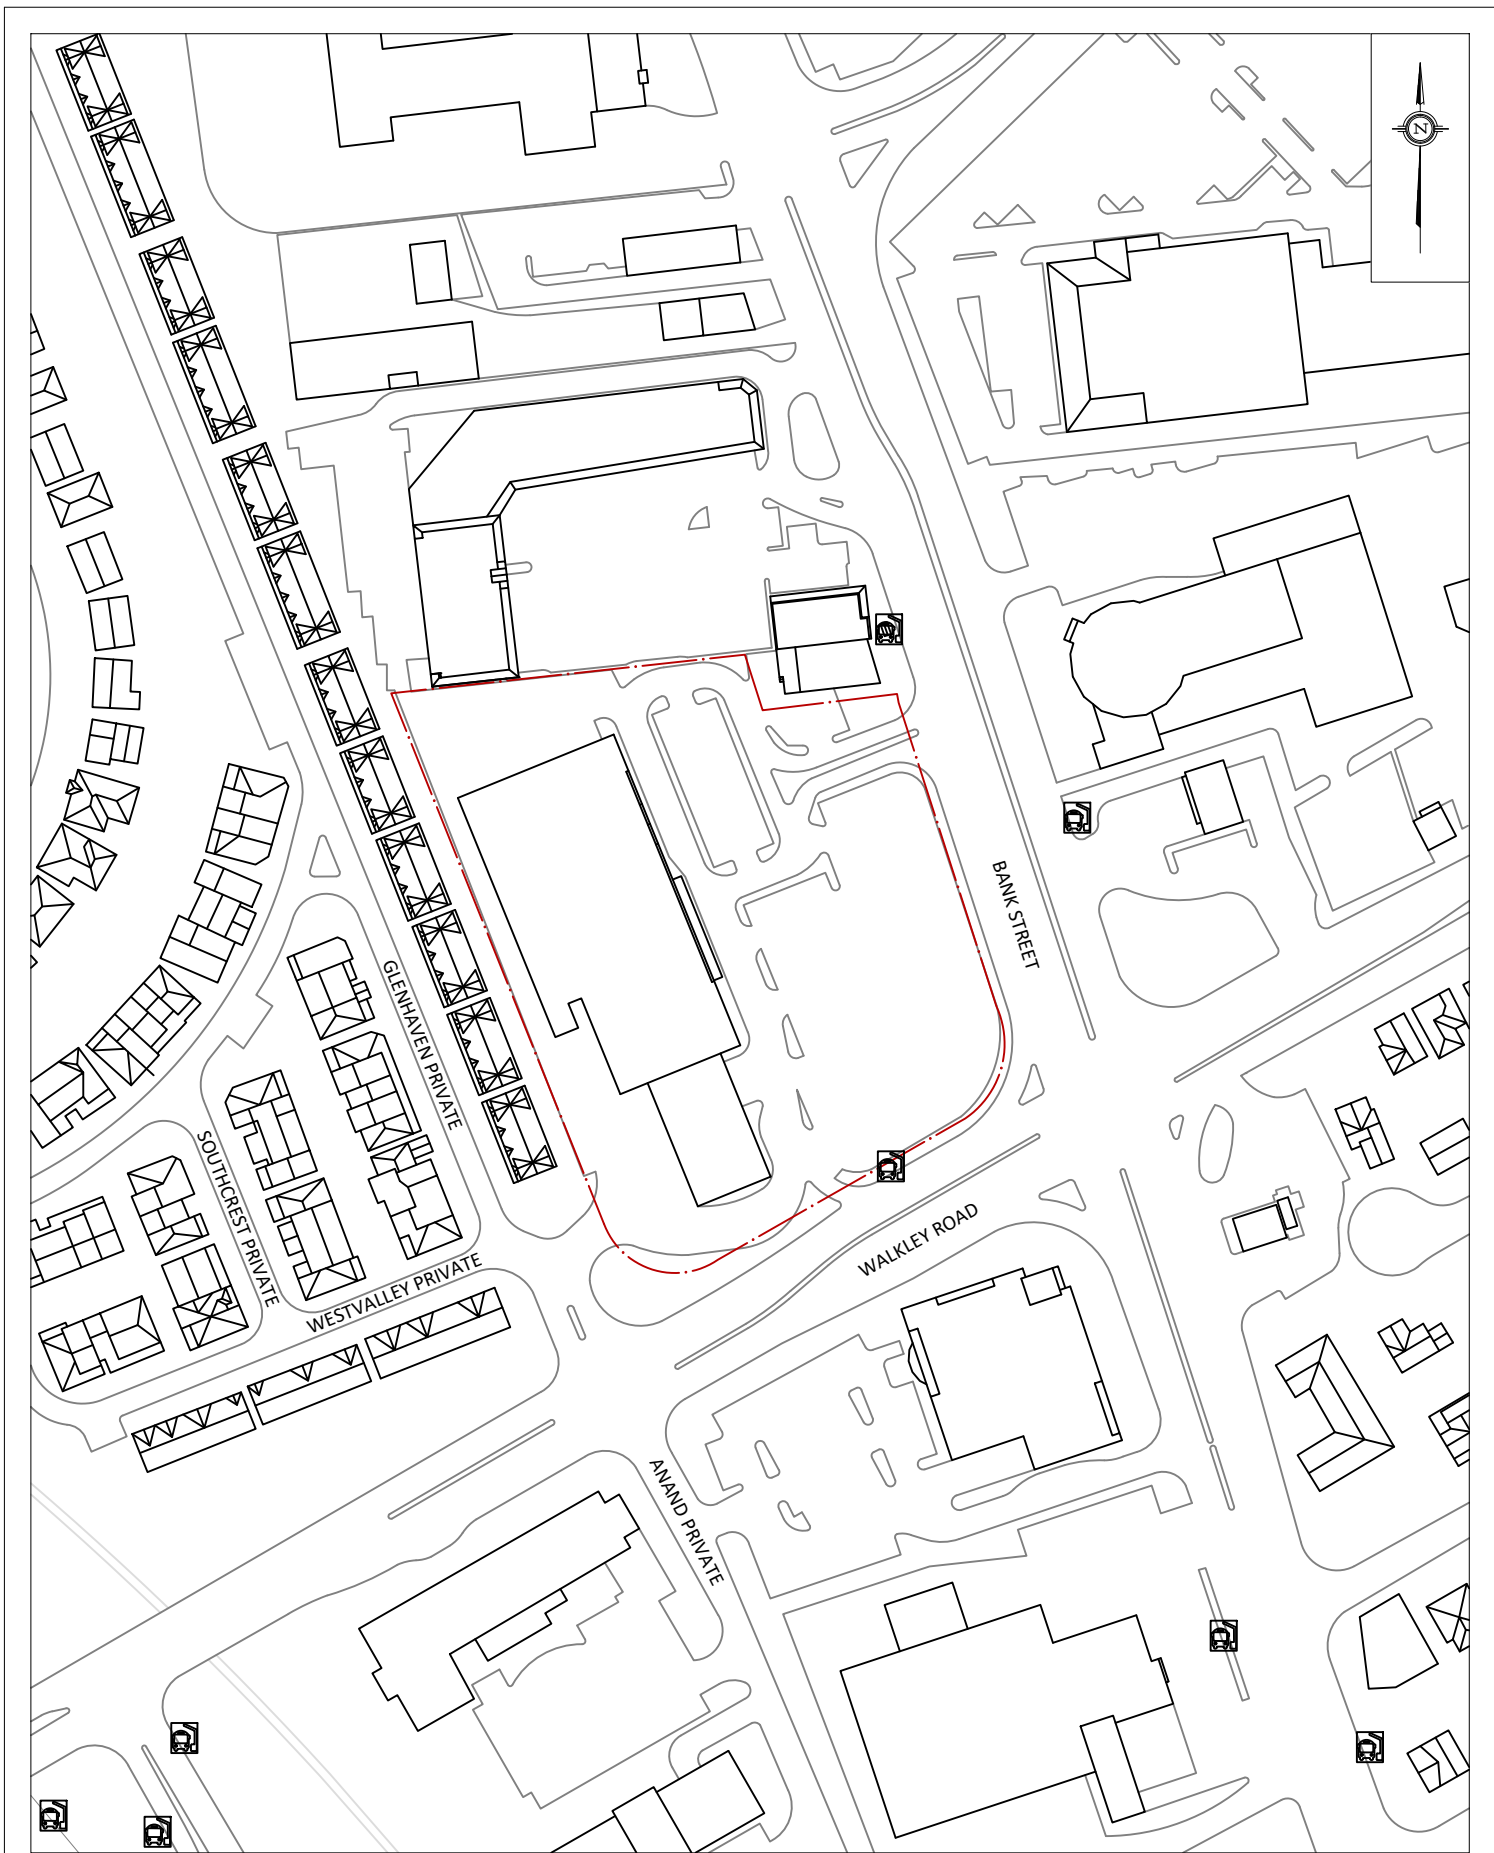 N
BANK STREET
GLENHAVEN PRIVATE
SOUTHCREST PRIVATE
WESTVALLEY PRIVATE
WALKLEY ROAD
ANAND PRIVATE